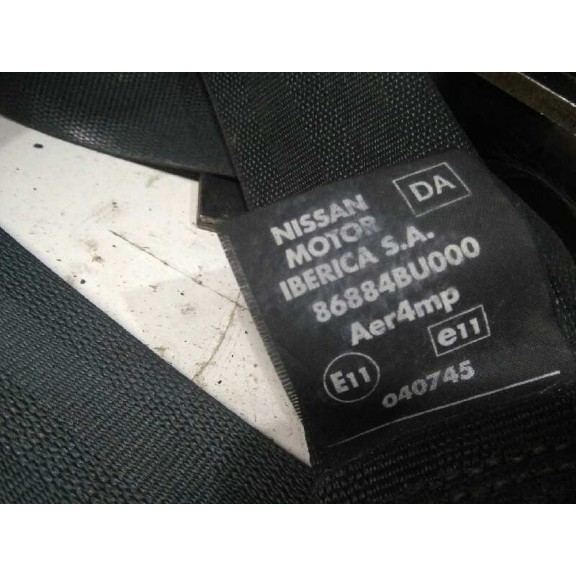 NISSAN DA
MOTOR
IBERICA S.A.
86884BU000
Aer4mp
E11 e11
040745